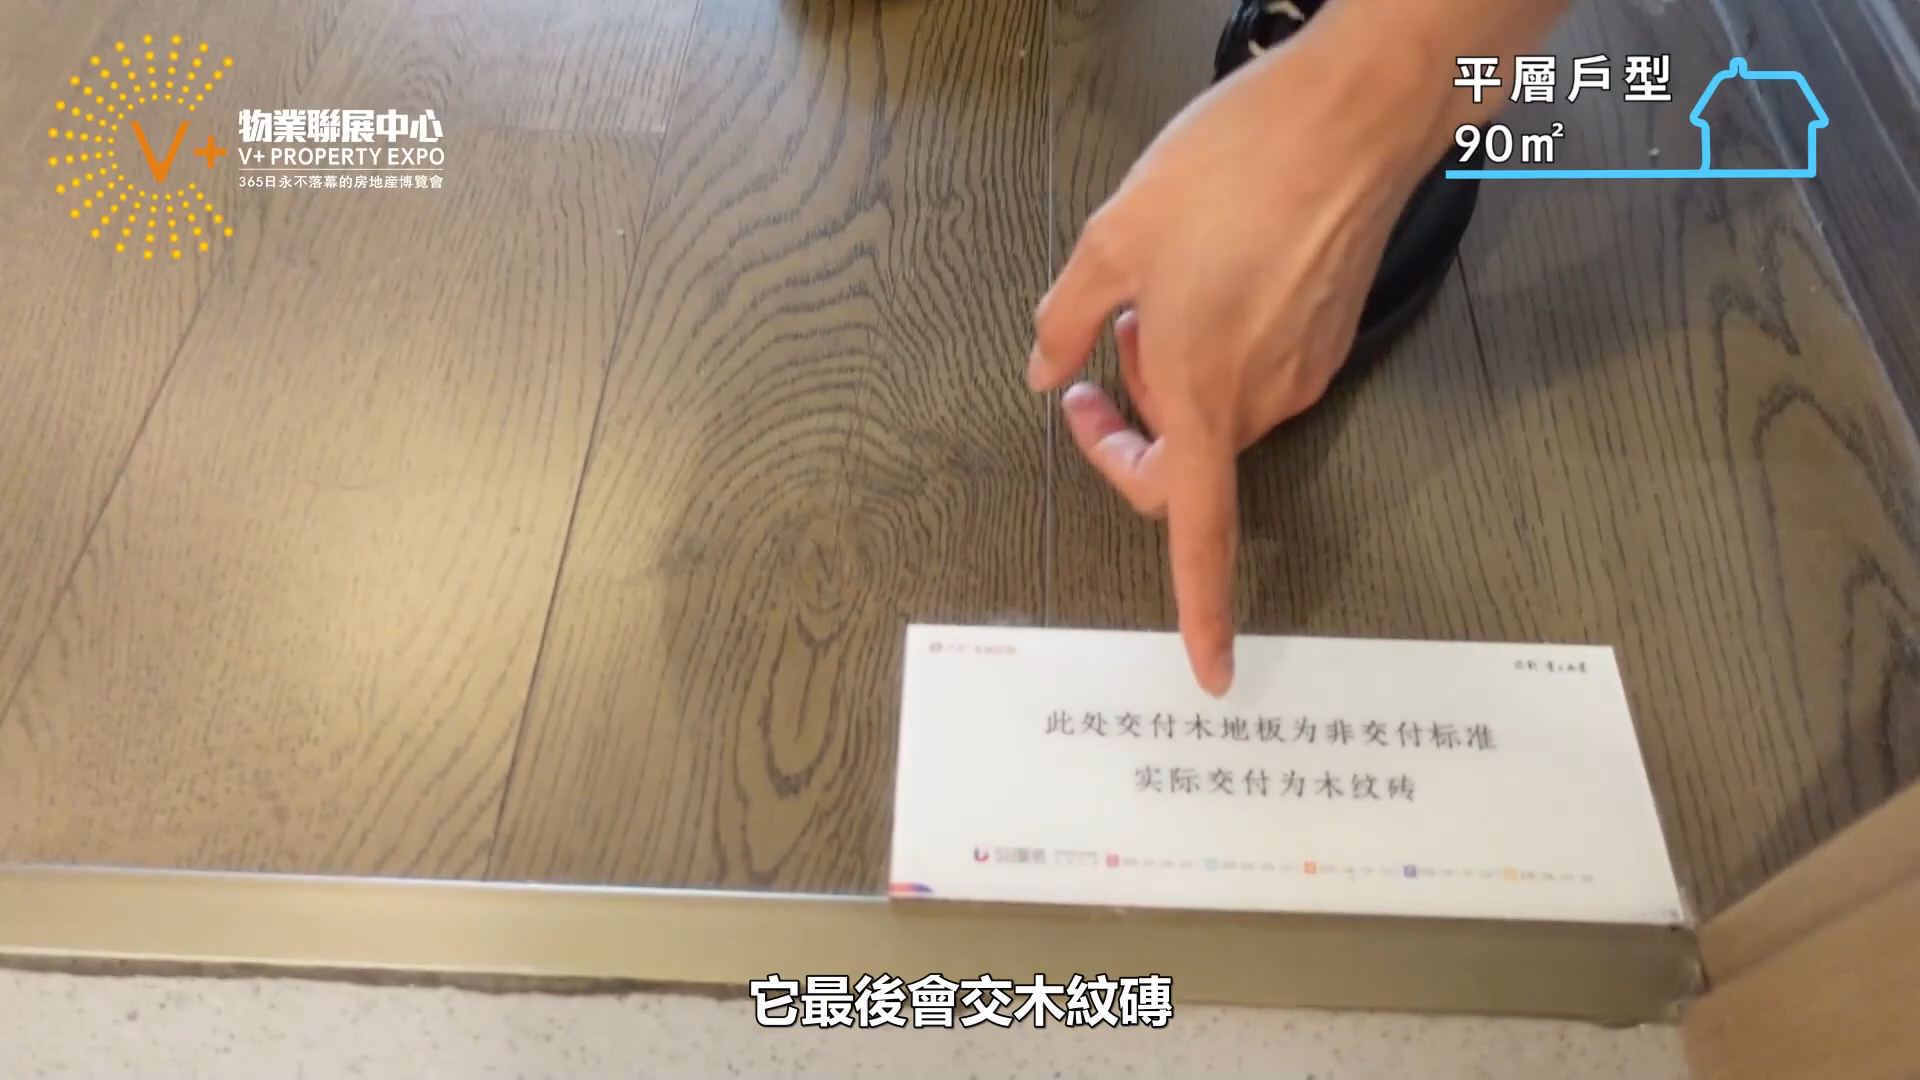 物業聯展中心
V+ PROPERTY EXPO
365日永不落幕的房地産博覽會
平層戶型
90㎡
此处交付木地板为非交付标准
实际交付为木纹砖
它最後會交木紋磚